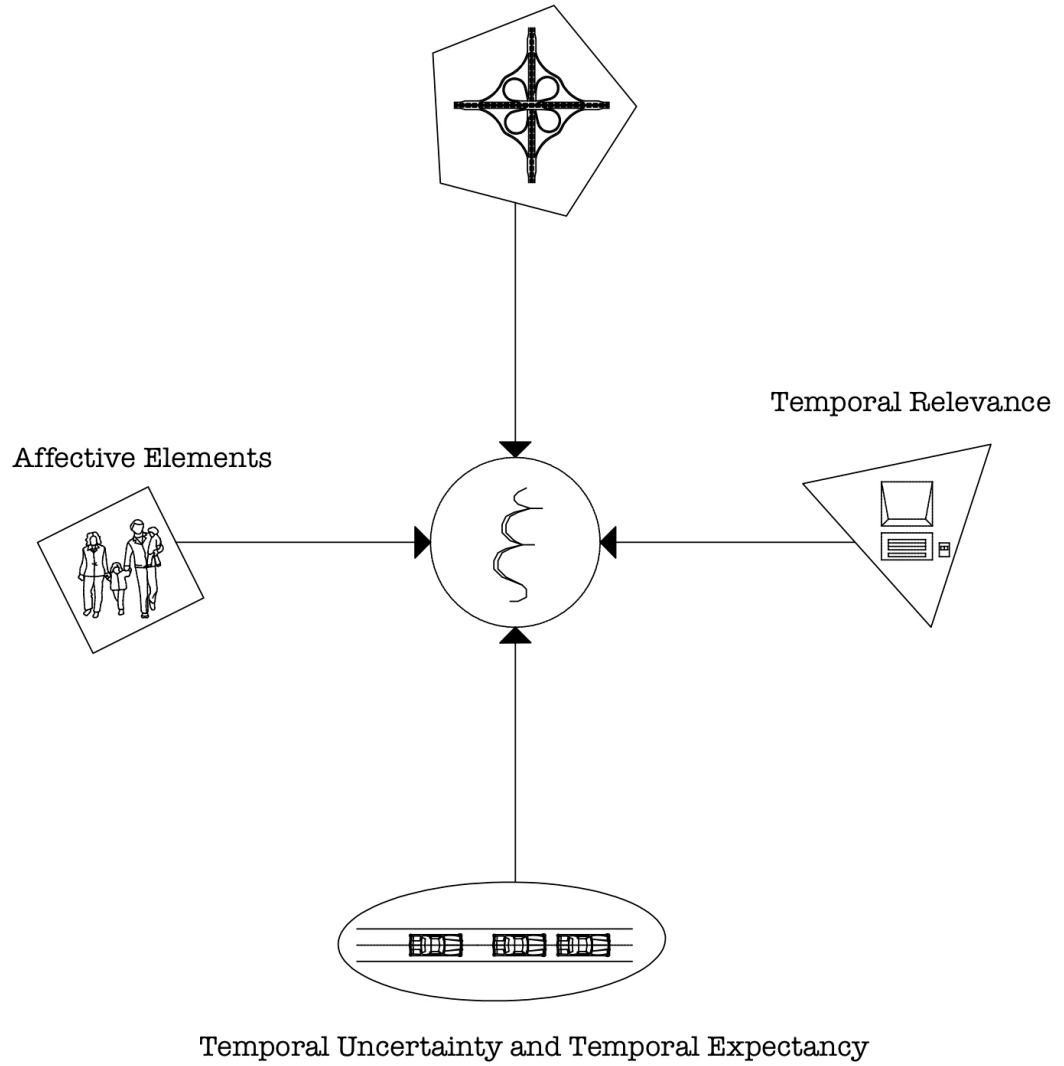 Temporal Relevance
Affective Elements
Temporal Uncertainty and Temporal Expectancy